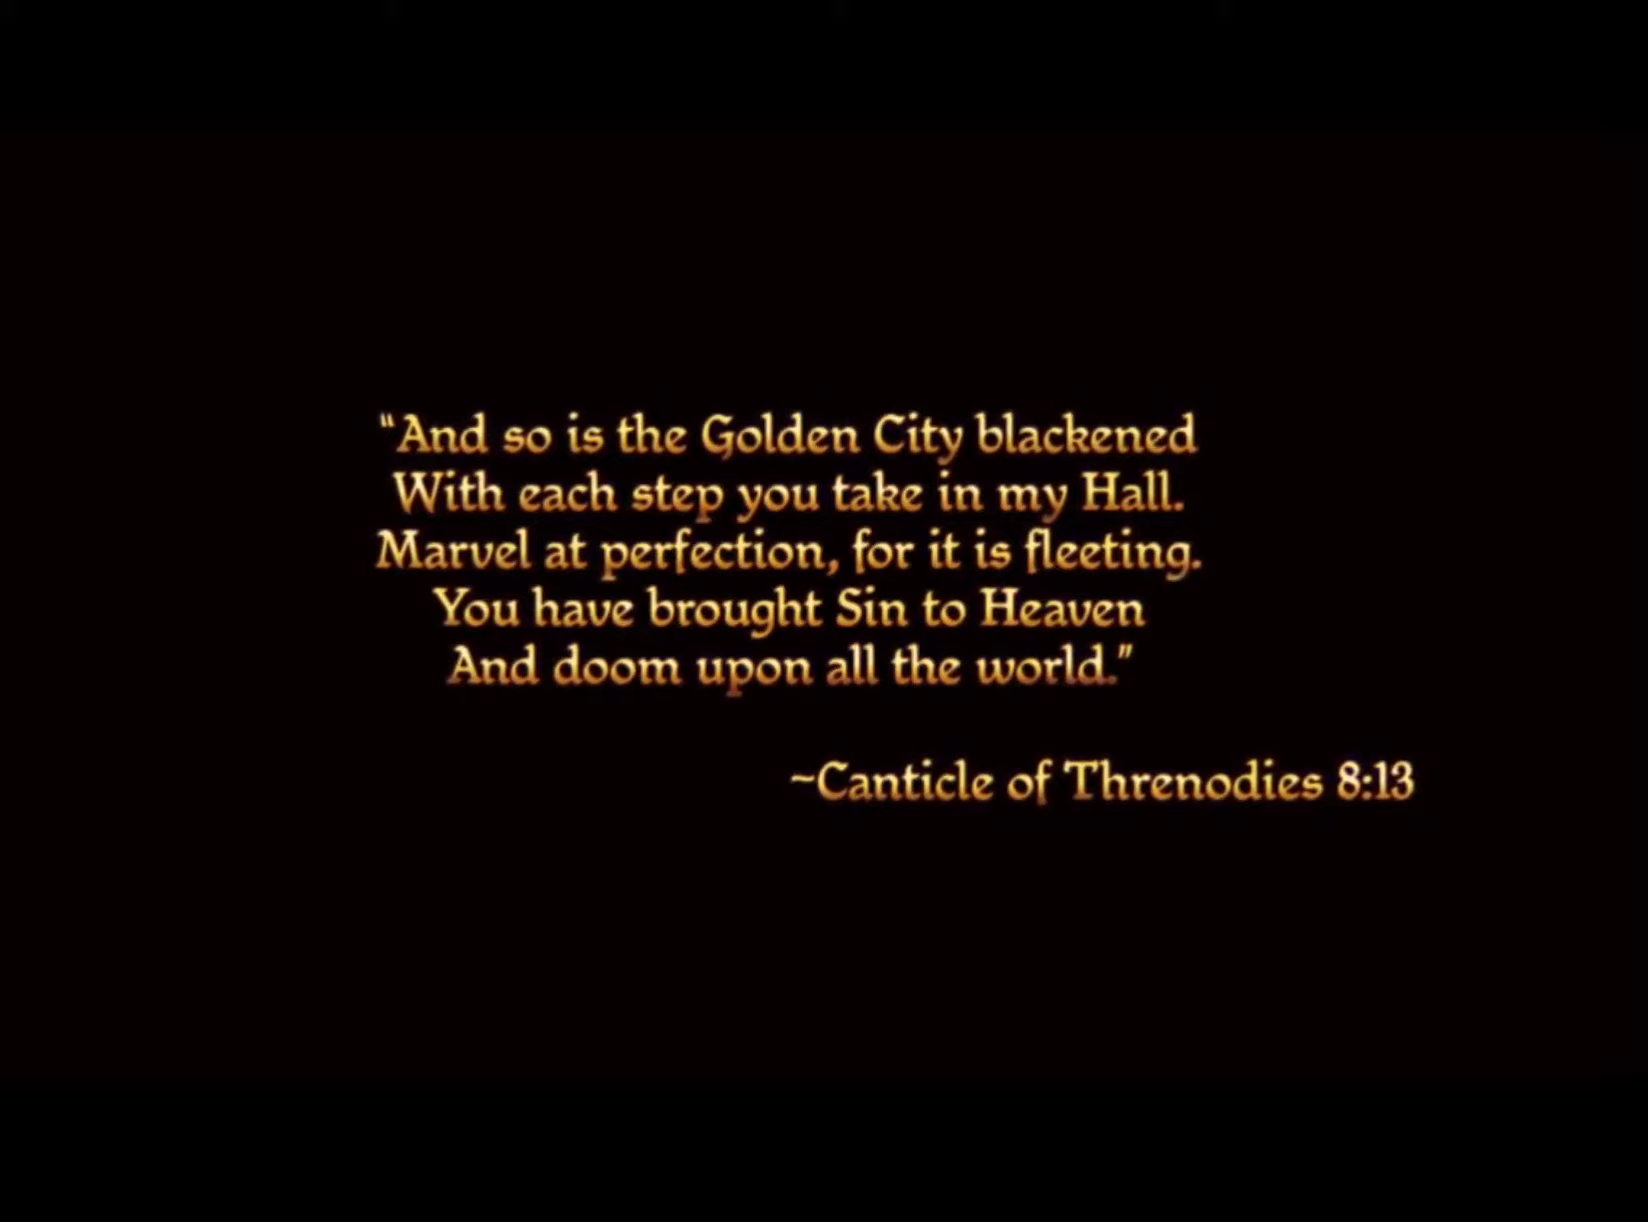 “And so is the Golden City blackened
With each step you take in my Hall.
Marvel at perfection, for it is fleeting.
You have brought Sin to Heaven
And doom upon all the world.”
~Canticle of Threnodies 8:13